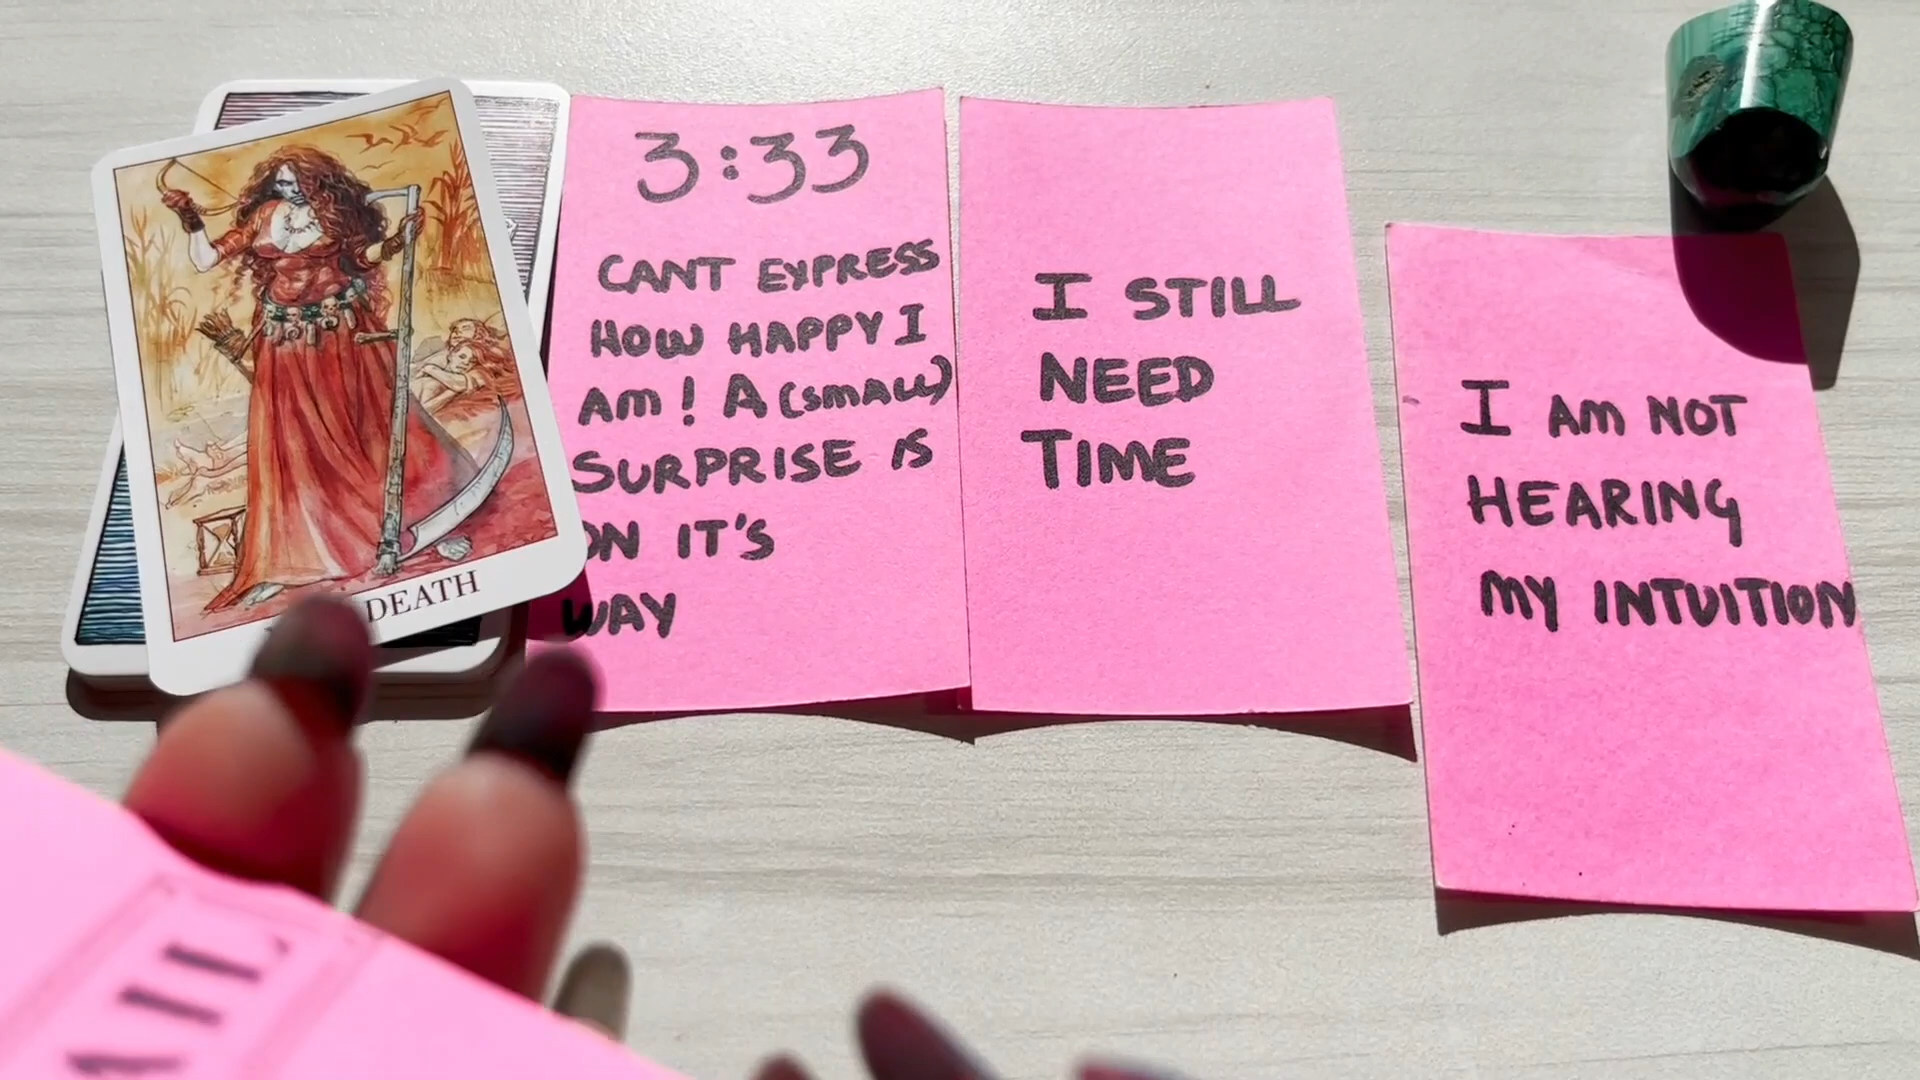 DEATH
3:33
CANT EXPRESS
HOW HAPPY I
AM! A (SMALL)
SURPRISE IS
ON IT'S
WAY
I STILL
NEED
TIME
I AM NOT
HEARING
MY INTUITION